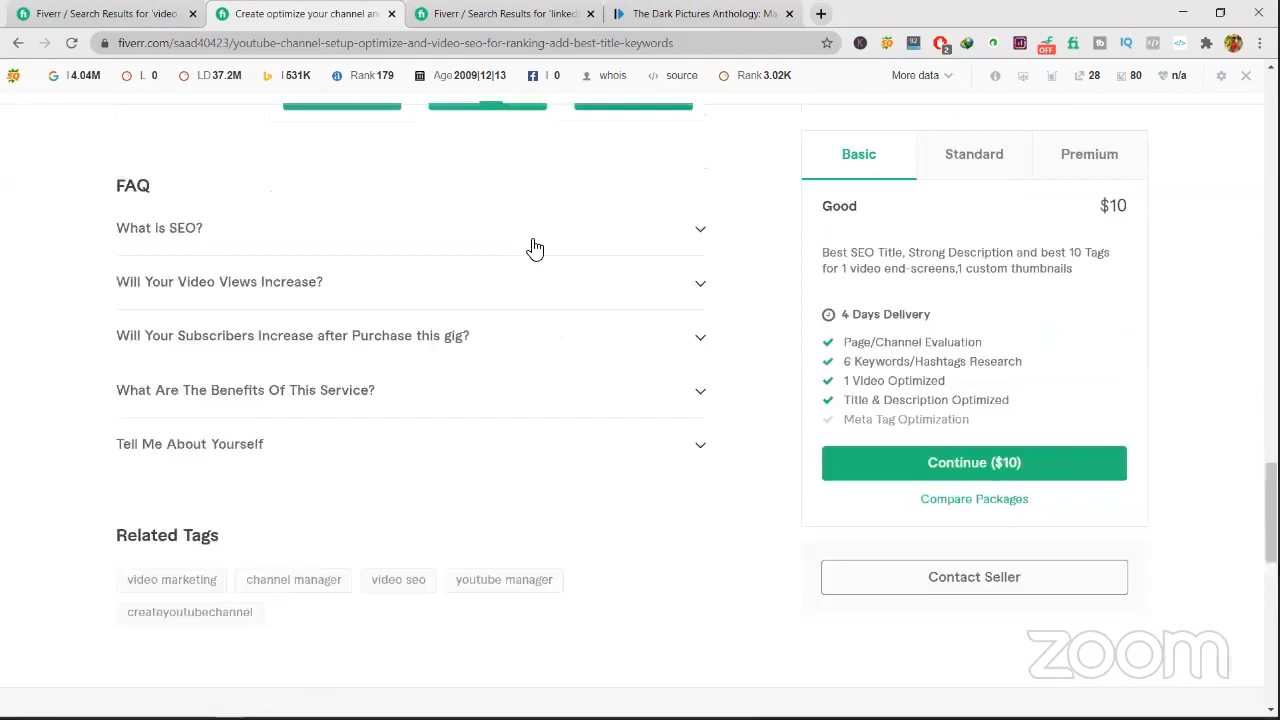 Fiverr / Search Results for 'video
Create optimize your channel an
Fiverr / Search Results for 'linked
The Dark Pictures Anthology: Ma
fiverr.com/saad40423/youtube-channel-setup-optimize-and-video-seo-for-ranking-add-best-title-keywords
I 4.04M
L 0
LD 37.2M
I 531K
Rank 179
Age 2009|12|13
I 0
whois
source
Rank 3.02K
More data
28
80
n/a
FAQ
What is SEO?
Will Your Video Views Increase?
Will Your Subscribers Increase after Purchase this gig?
What Are The Benefits Of This Service?
Tell Me About Yourself
Related Tags
video marketing
channel manager
video seo
youtube manager
createyoutubechannel
Basic
Standard
Premium
Good
$10
Best SEO Title, Strong Description and best 10 Tags
for 1 video end-screens,1 custom thumbnails
4 Days Delivery
Page/Channel Evaluation
6 Keywords/Hashtags Research
1 Video Optimized
Title & Description Optimized
Meta Tag Optimization
Continue ($10)
Compare Packages
Contact Seller
zoom